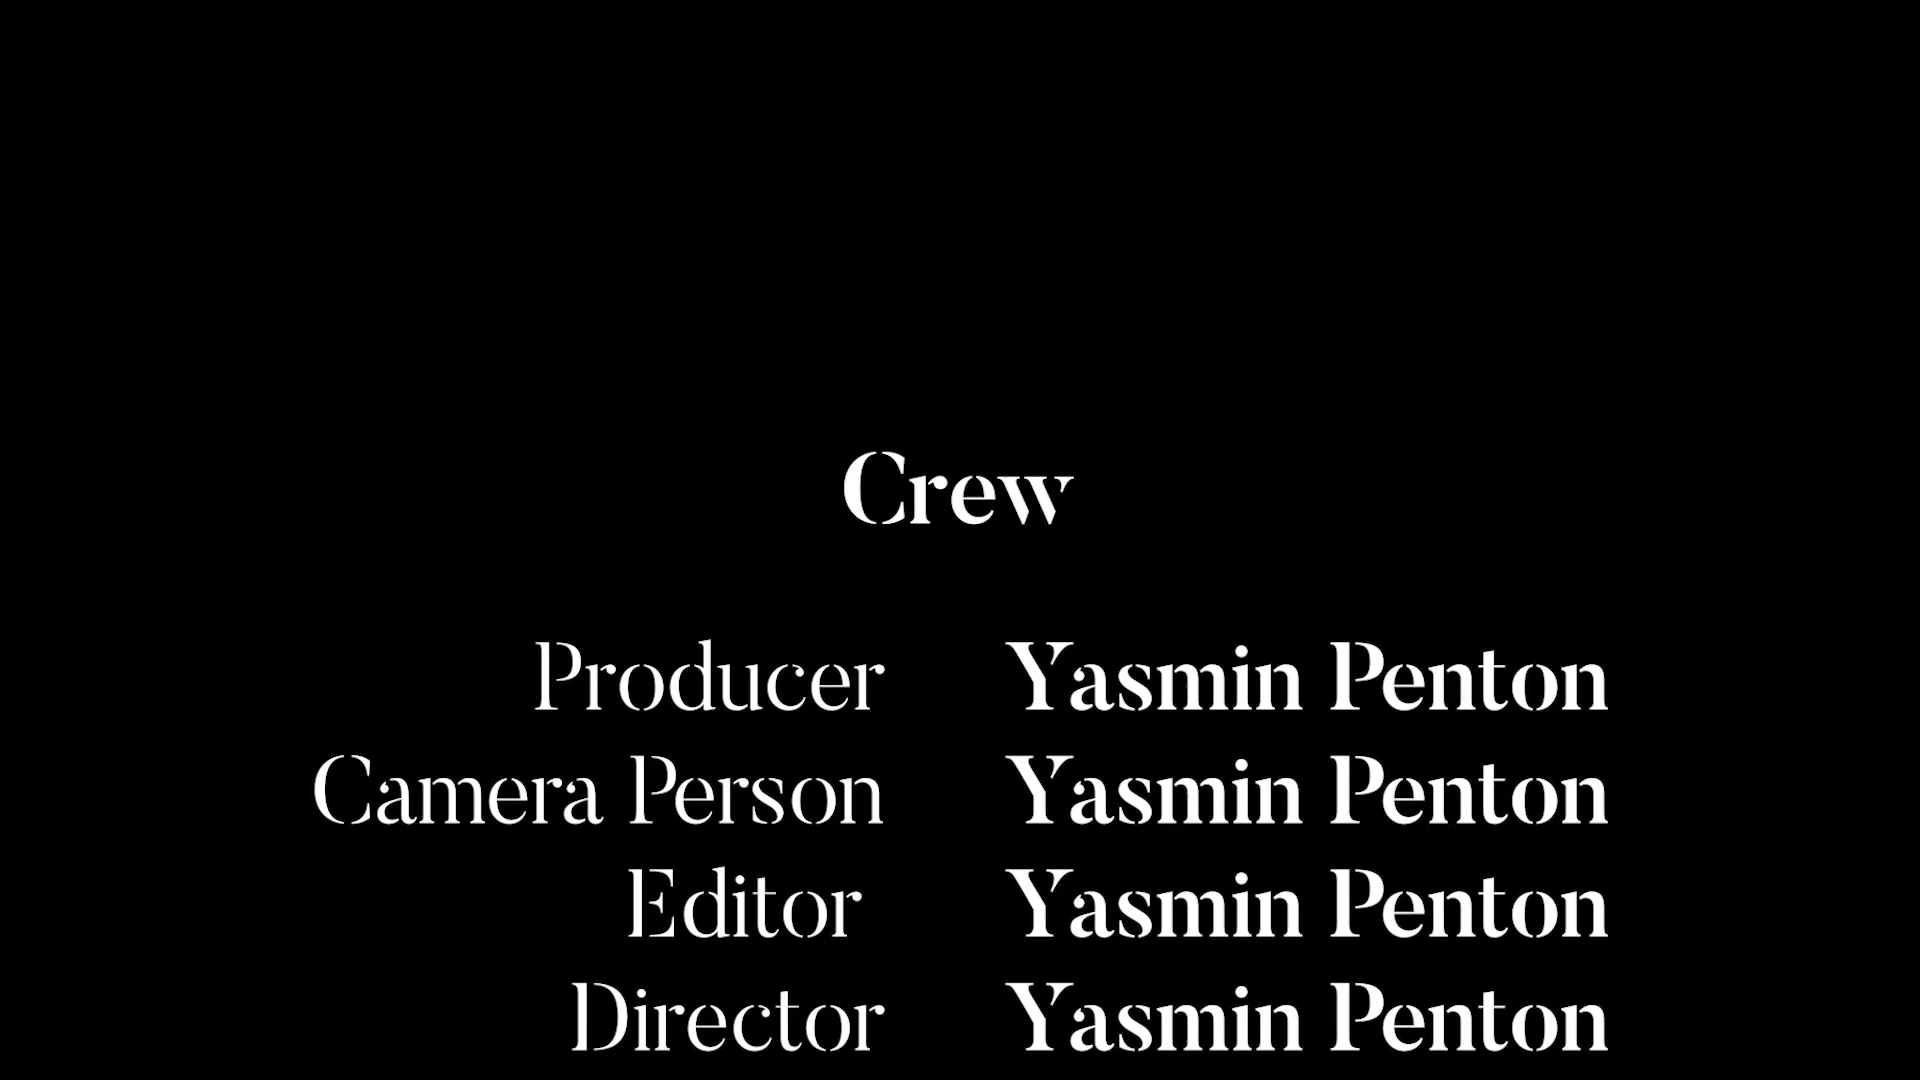 Crew
Producer Yasmin Penton
Camera Person Yasmin Penton
Editor Yasmin Penton
Director Yasmin Penton